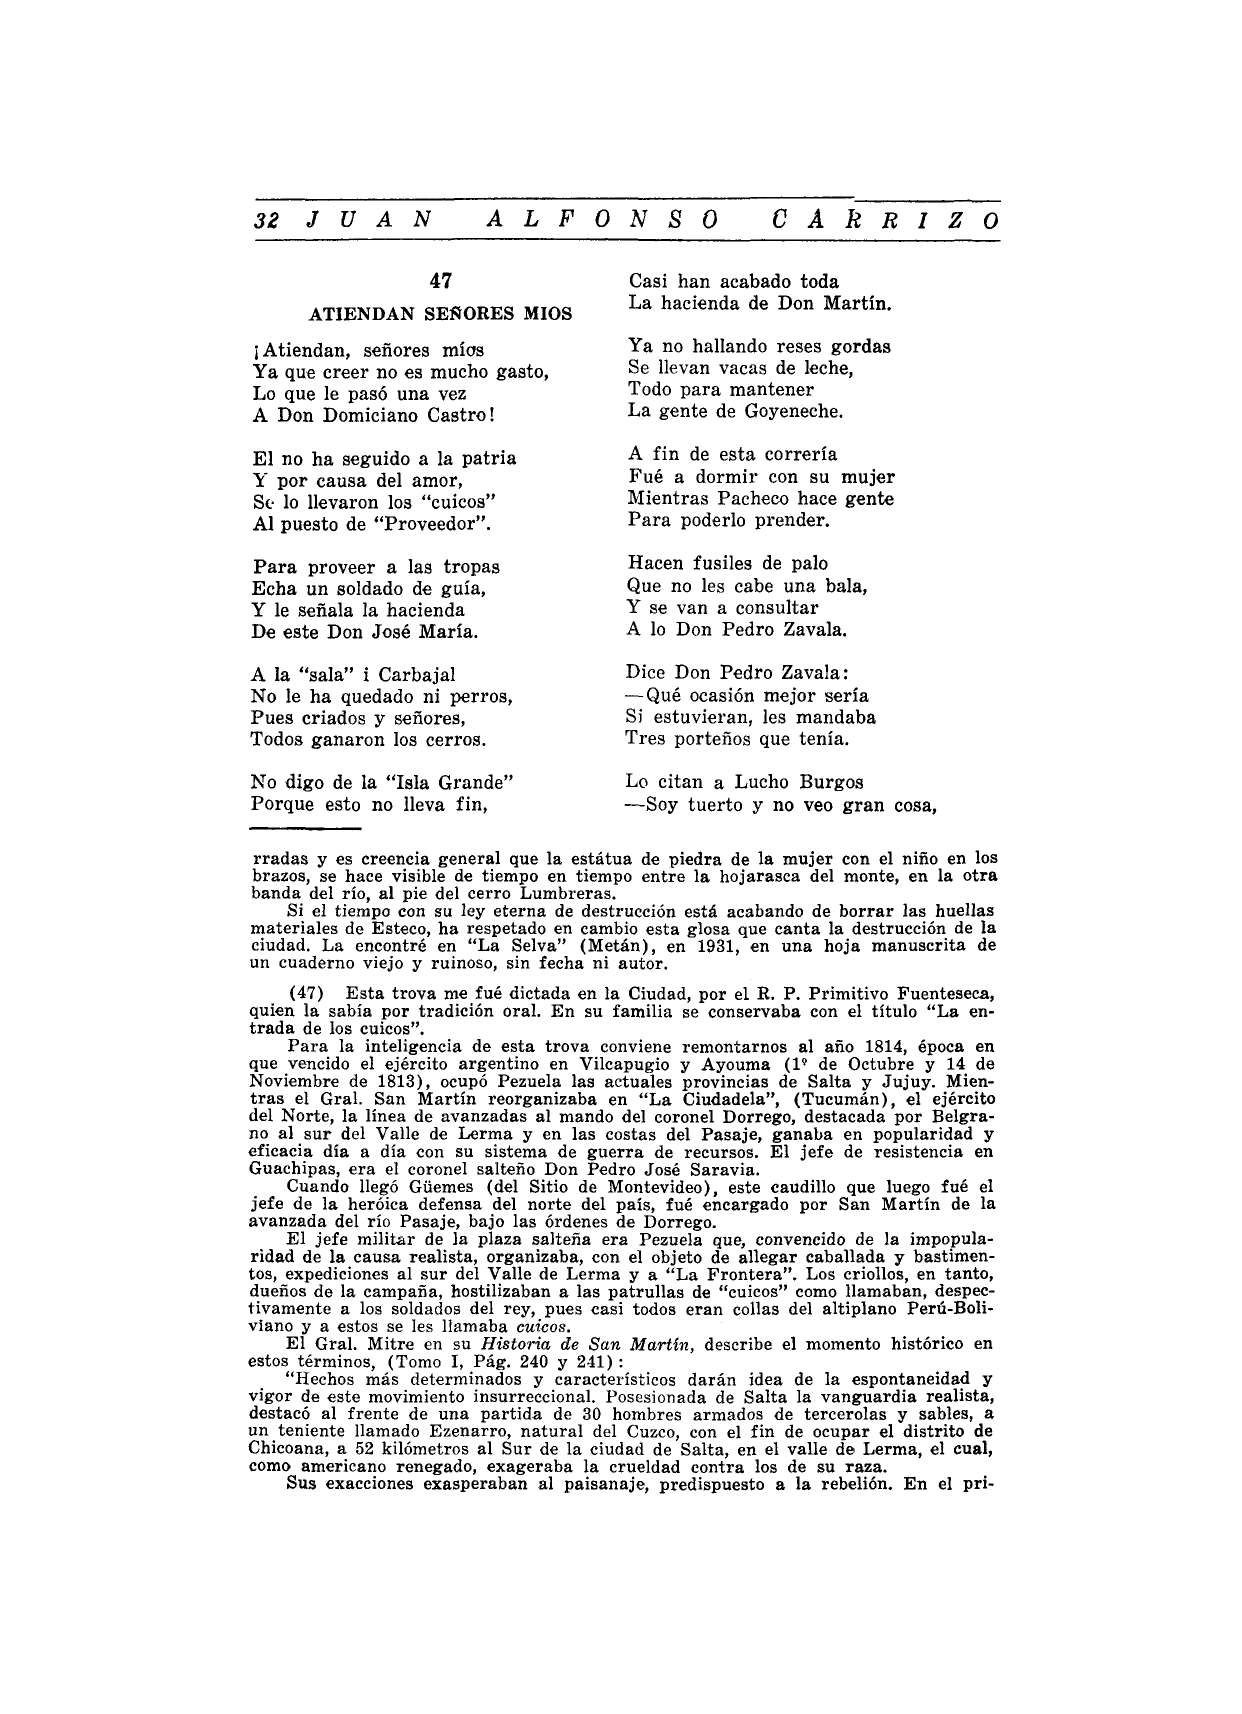 32 JUAN ALFONSO CARRIZO
47
ATIENDAN SEÑORES MIOS
¡Atiendan, señores míos
Ya que creer no es mucho gasto,
Lo que le pasó una vez
A Don Domiciano Castro!
El no ha seguido a la patria
Y por causa del amor,
Se lo llevaron los “cuicos”
Al puesto de “Proveedor”.
Para proveer a las tropas
Echa un soldado de guía,
Y le señala la hacienda
De este Don José María.
A la “sala” i Carbajal
No le ha quedado ni perros,
Pues criados y señores,
Todos ganaron los cerros.
No digo de la “Isla Grande”
Porque esto no lleva fin,
Casi han acabado toda
La hacienda de Don Martín.
Ya no hallando reses gordas
Se llevan vacas de leche,
Todo para mantener
La gente de Goyeneche.
A fin de esta correría
Fué a dormir con su mujer
Mientras Pacheco hace gente
Para poderlo prender.
Hacen fusiles de palo
Que no les cabe una bala,
Y se van a consultar
A lo Don Pedro Zavala.
Dice Don Pedro Zavala:
—Qué ocasión mejor sería
Si estuvieran, les mandaba
Tres porteños que tenía.
Lo citan a Lucho Burgos
—Soy tuerto y no veo gran cosa,
rradas y es creencia general que la estátua de piedra de la mujer con el niño en los
brazos, se hace visible de tiempo en tiempo entre la hojarasca del monte, en la otra
banda del río, al pie del cerro Lumbreras.
Si el tiempo con su ley eterna de destrucción está acabando de borrar las huellas
materiales de Esteco, ha respetado en cambio esta glosa que canta la destrucción de la
ciudad. La encontré en “La Selva” (Metán), en 1931, en una hoja manuscrita de
un cuaderno viejo y ruinoso, sin fecha ni autor.
(47) Esta trova me fué dictada en la Ciudad, por el R. P. Primitivo Fuenteseca,
quien la sabía por tradición oral. En su familia se conservaba con el título “La en-
trada de los cuicos”.
Para la inteligencia de esta trova conviene remontarnos al año 1814, época en
que vencido el ejército argentino en Vilcapugio y Ayouma (1º de Octubre y 14 de
Noviembre de 1813), ocupó Pezuela las actuales provincias de Salta y Jujuy. Mien-
tras el Gral. San Martín reorganizaba en “La Ciudadela”, (Tucumán), el ejército
del Norte, la línea de avanzadas al mando del coronel Dorrego, destacada por Belgra-
no al sur del Valle de Lerma y en las costas del Pasaje, ganaba en popularidad y
eficacia día a día con su sistema de guerra de recursos. El jefe de resistencia en
Guachipas, era el coronel salteño Don Pedro José Saravia.
Cuando llegó Güemes (del Sitio de Montevideo), este caudillo que luego fué el
jefe de la heróica defensa del norte del país, fué encargado por San Martín de la
avanzada del río Pasaje, bajo las órdenes de Dorrego.
El jefe militar de la plaza salteña era Pezuela que, convencido de la impopula-
ridad de la causa realista, organizaba, con el objeto de allegar caballada y bastimen-
tos, expediciones al sur del Valle de Lerma y a “La Frontera”. Los criollos, en tanto,
dueños de la campaña, hostilizaban a las patrullas de “cuicos” como llamaban, despec-
tivamente a los soldados del rey, pues casi todos eran collas del altiplano Perú-Boli-
viano y a estos se les llamaba cuicos.
El Gral. Mitre en su Historia de San Martín, describe el momento histórico en
estos términos, (Tomo I, Pág. 240 y 241):
“Hechos más determinados y característicos darán idea de la espontaneidad y
vigor de este movimiento insurreccional. Posesionada de Salta la vanguardia realista,
destacó al frente de una partida de 30 hombres armados de tercerolas y sables, a
un teniente llamado Ezenarro, natural del Cuzco, con el fin de ocupar el distrito de
Chicoana, a 52 kilómetros al Sur de la ciudad de Salta, en el valle de Lerma, el cual,
como americano renegado, exageraba la crueldad contra los de su raza.
Sus exacciones exasperaban al paisanaje, predispuesto a la rebelión. En el pri-